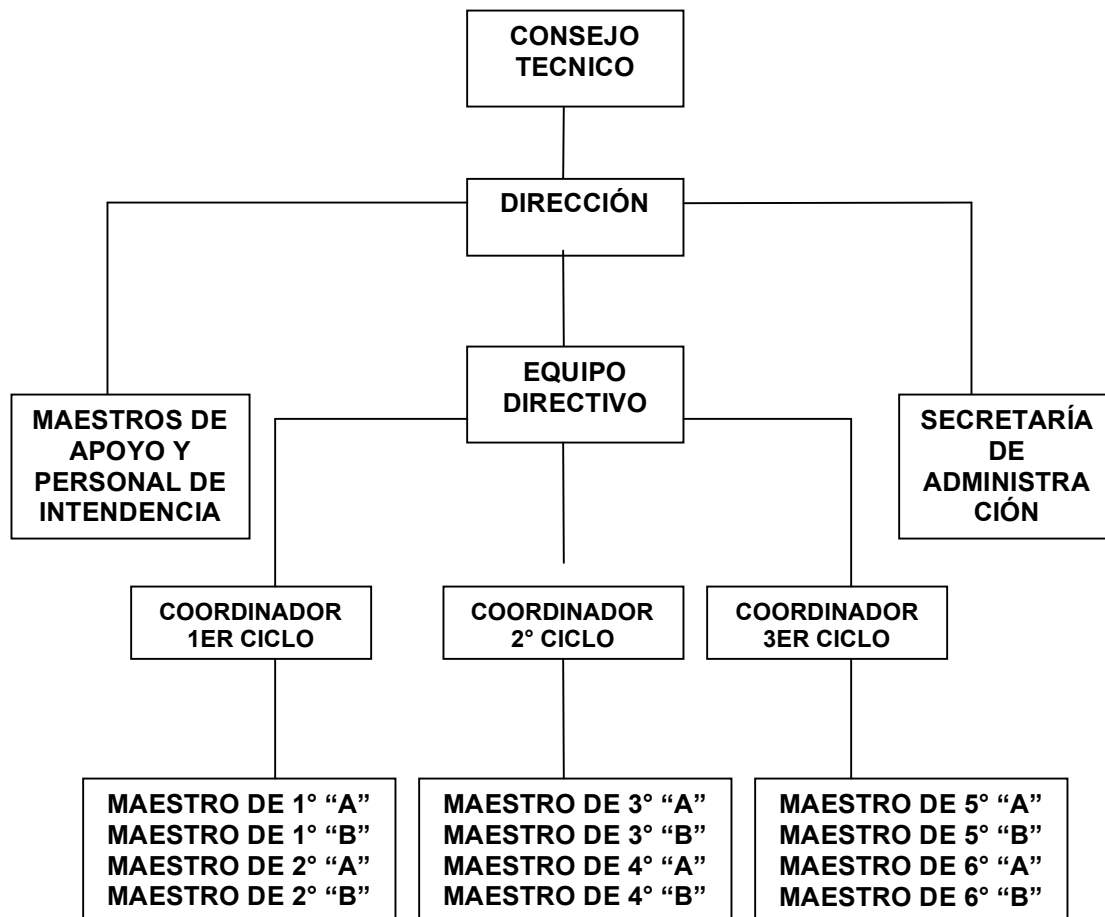 CONSEJO
TECNICO
DIRECCIÓN
EQUIPO
DIRECTIVO
MAESTROS DE
APOYO Y
PERSONAL DE
INTENDENCIA
SECRETARÍA
DE
ADMINISTRA
CIÓN
COORDINADOR
1ER CICLO
COORDINADOR
2° CICLO
COORDINADOR
3ER CICLO
MAESTRO DE 1° “A”
MAESTRO DE 1° “B”
MAESTRO DE 2° “A”
MAESTRO DE 2° “B”
MAESTRO DE 3° “A”
MAESTRO DE 3° “B”
MAESTRO DE 4° “A”
MAESTRO DE 4° “B”
MAESTRO DE 5° “A”
MAESTRO DE 5° “B”
MAESTRO DE 6° “A”
MAESTRO DE 6° “B”